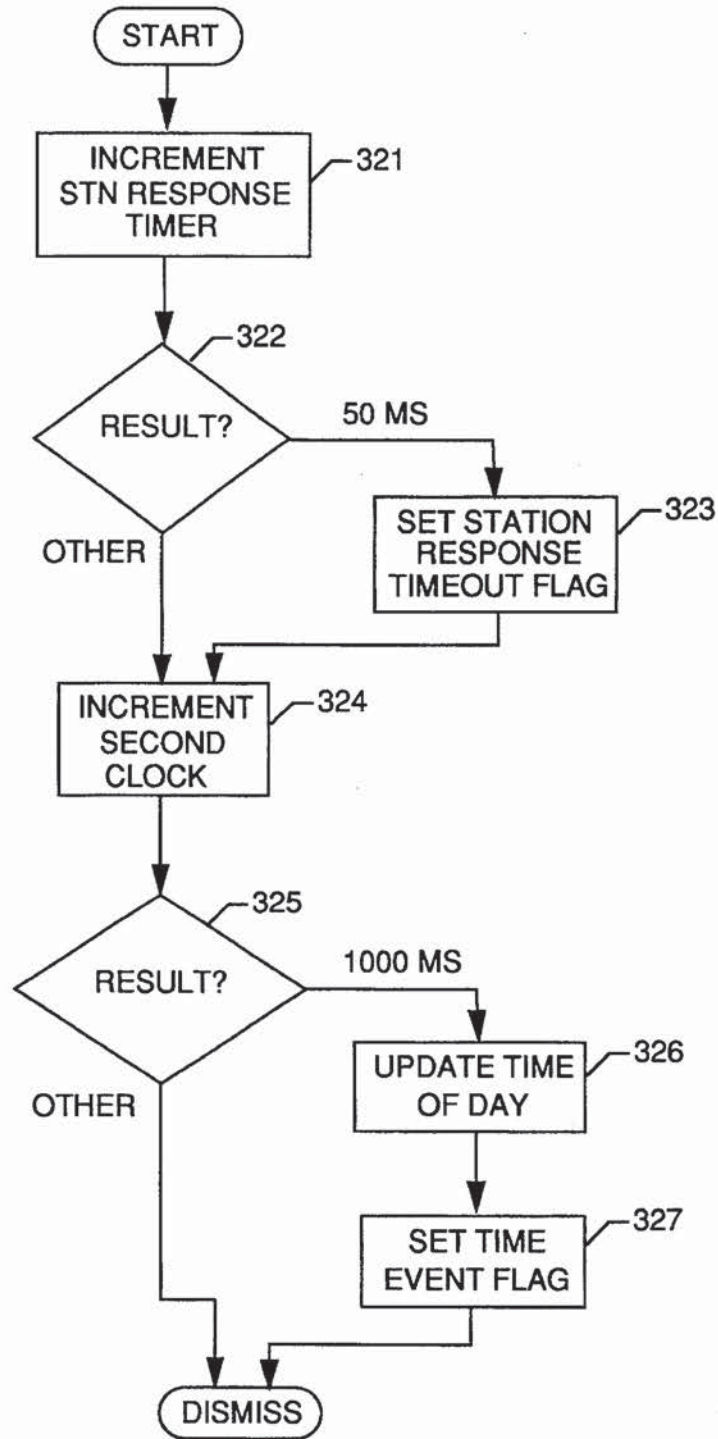 START
INCREMENT
STN RESPONSE
TIMER
321
322
RESULT?
50 MS
OTHER
SET STATION
RESPONSE
TIMEOUT FLAG
323
INCREMENT
SECOND
CLOCK
324
325
RESULT?
1000 MS
OTHER
UPDATE TIME
OF DAY
326
SET TIME
EVENT FLAG
327
DISMISS